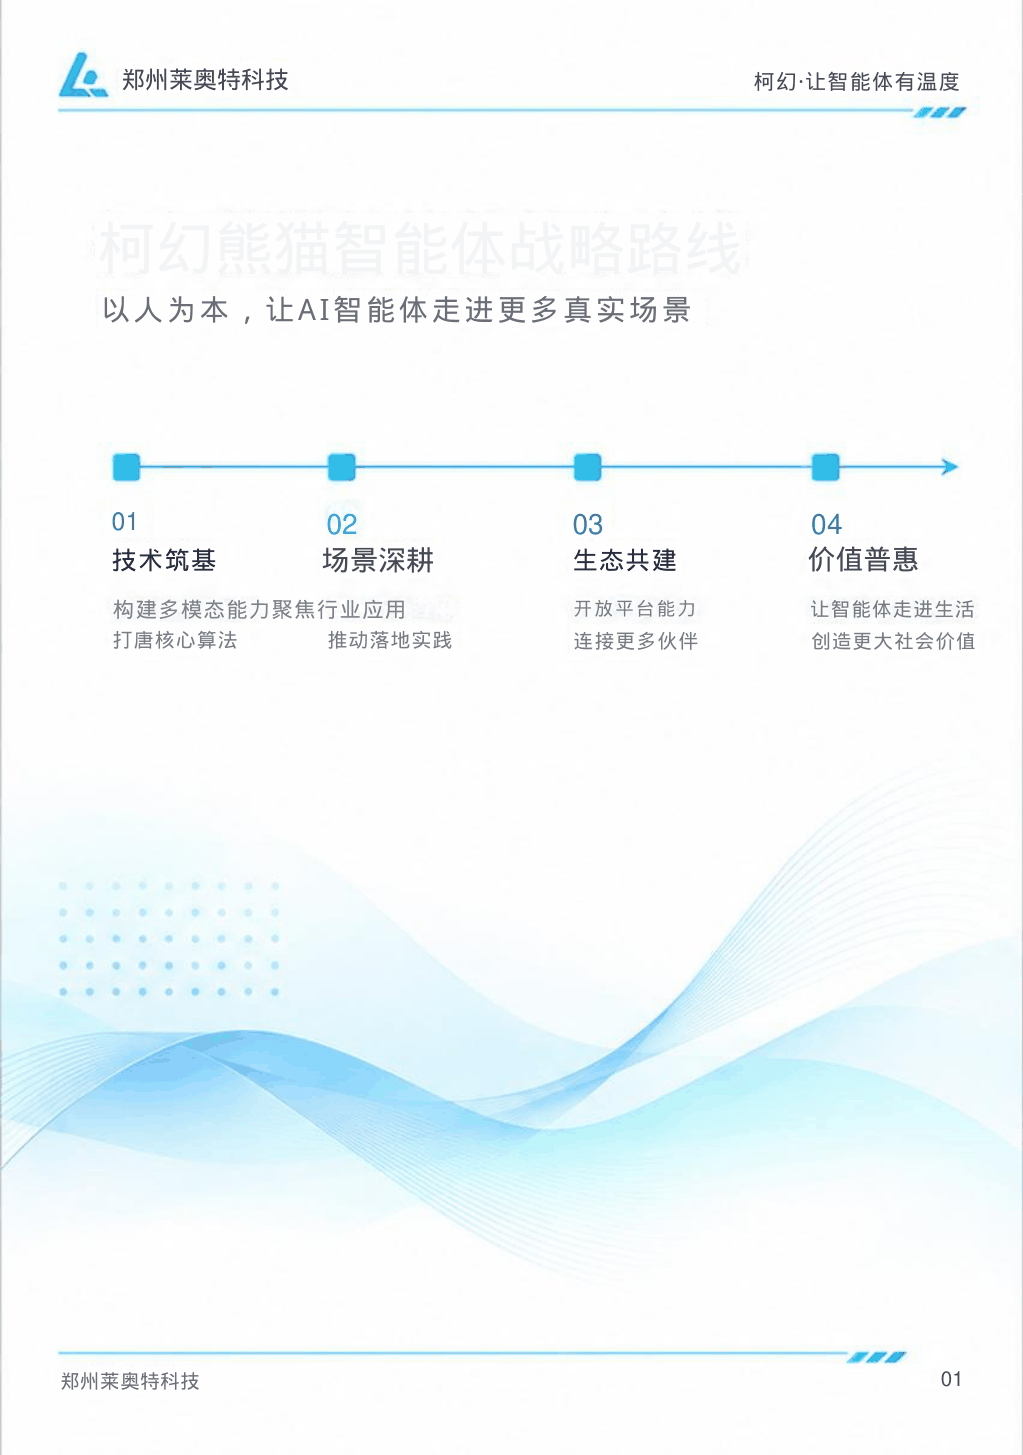 郑州莱奥特科技
柯幻·让智能体有温度
柯幻熊猫智能体战略路线
以人为本，让AI智能体走进更多真实场景
01
02
03
04
技术筑基
场景深耕
生态共建
价值普惠
构建多模态能力聚焦行业应用
开放平台能力
让智能体走进生活
打唐核心算法
推动落地实践
连接更多伙伴
创造更大社会价值
郑州莱奥特科技
01